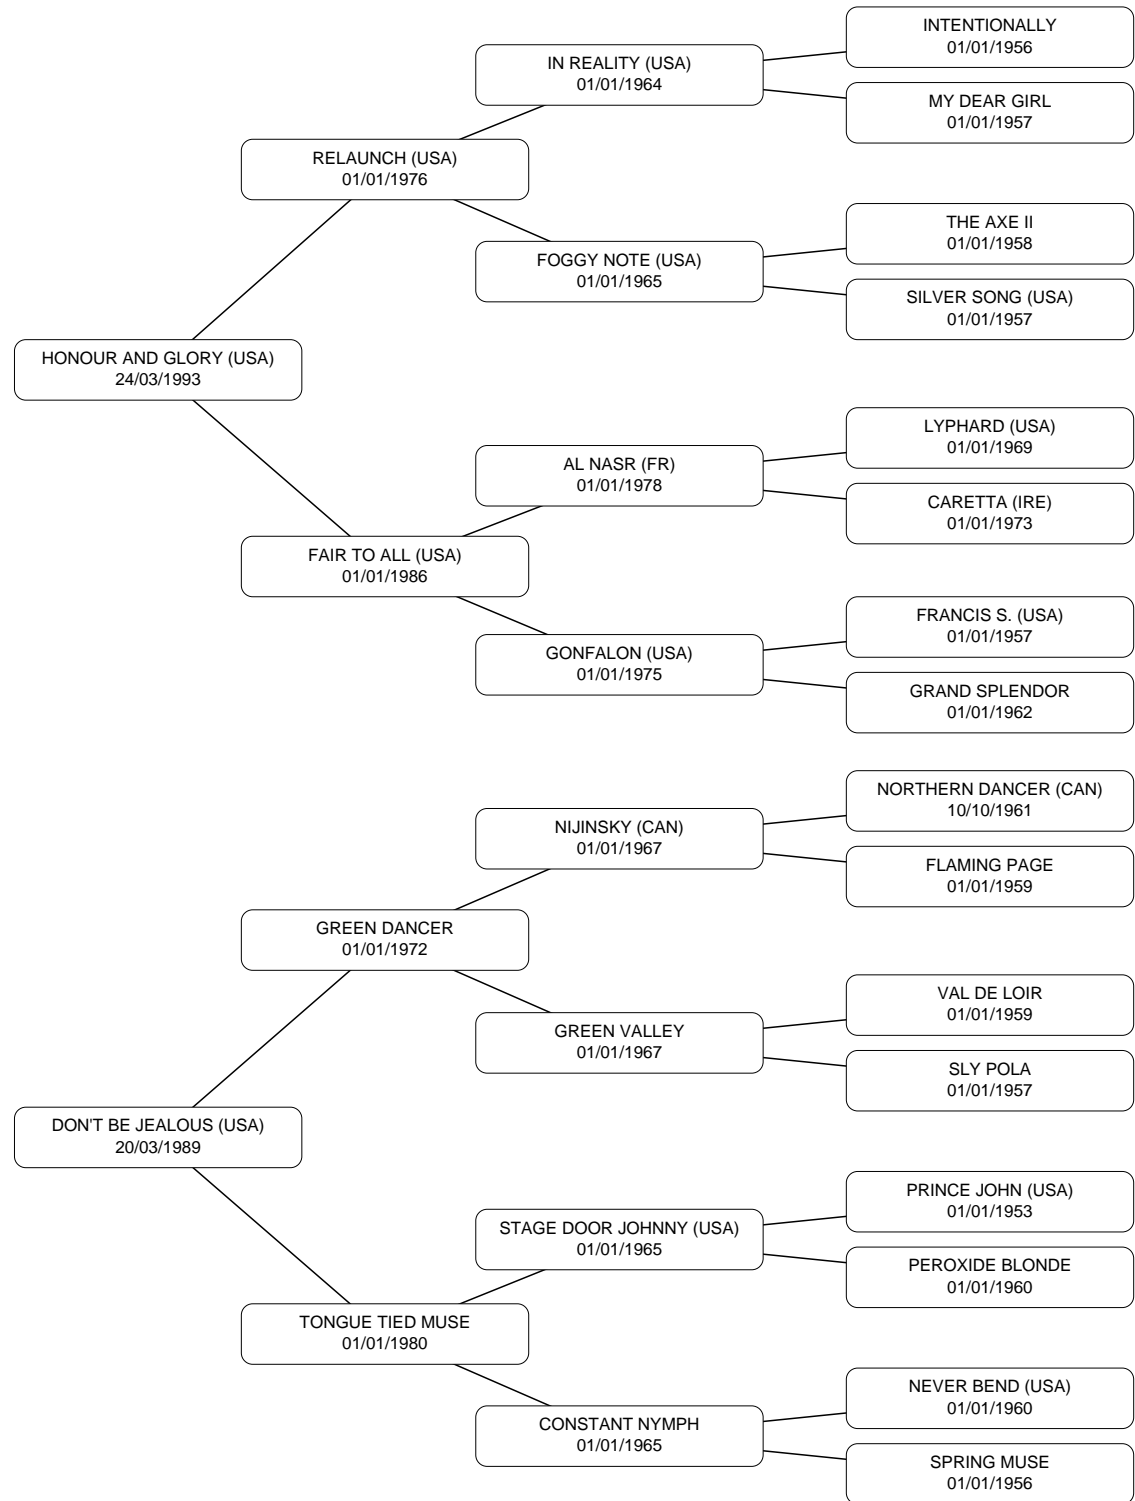 INTENTIONALLY
01/01/1956
IN REALITY (USA)
01/01/1964
MY DEAR GIRL
01/01/1957
RELAUNCH (USA)
01/01/1976
THE AXE II
01/01/1958
FOGGY NOTE (USA)
01/01/1965
SILVER SONG (USA)
01/01/1957
HONOUR AND GLORY (USA)
24/03/1993
LYPHARD (USA)
01/01/1969
AL NASR (FR)
01/01/1978
CARETTA (IRE)
01/01/1973
FAIR TO ALL (USA)
01/01/1986
FRANCIS S. (USA)
01/01/1957
GONFALON (USA)
01/01/1975
GRAND SPLENDOR
01/01/1962
NORTHERN DANCER (CAN)
10/10/1961
NIJINSKY (CAN)
01/01/1967
FLAMING PAGE
01/01/1959
GREEN DANCER
01/01/1972
VAL DE LOIR
01/01/1959
GREEN VALLEY
01/01/1967
SLY POLA
01/01/1957
DON'T BE JEALOUS (USA)
20/03/1989
PRINCE JOHN (USA)
01/01/1953
STAGE DOOR JOHNNY (USA)
01/01/1965
PEROXIDE BLONDE
01/01/1960
TONGUE TIED MUSE
01/01/1980
NEVER BEND (USA)
01/01/1960
CONSTANT NYMPH
01/01/1965
SPRING MUSE
01/01/1956